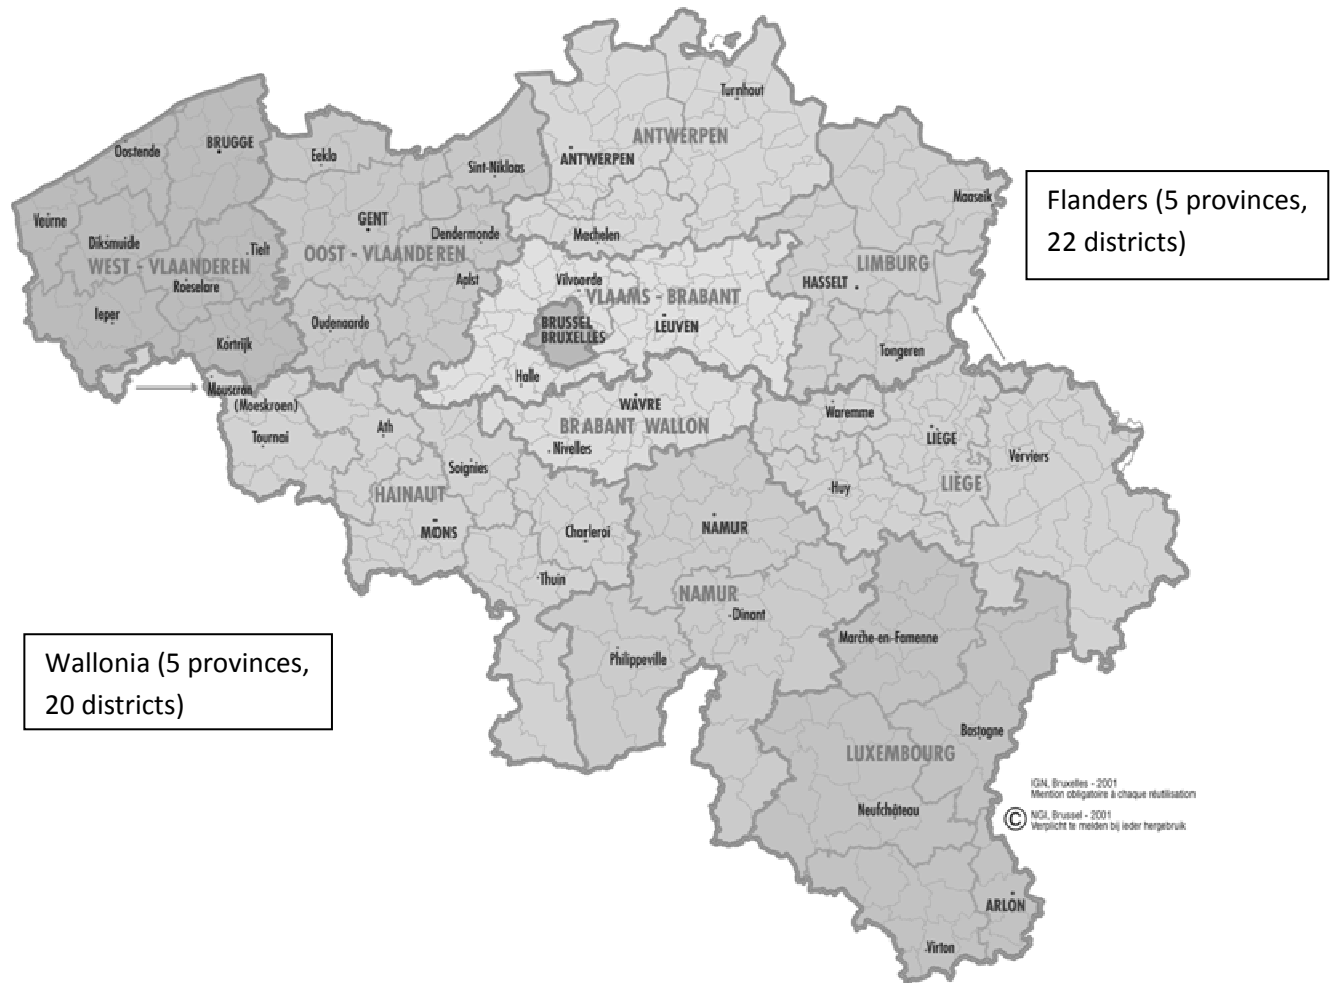 Turnhout
ANTWERPEN
BRUGGE
Oostende
Eekla
ANTWERPEN
Sint-Niklaas
Flanders (5 provinces,
22 districts)
Maaseik
Veurne
GENT
Diksmuide
Tielt
Dendermonde
Machelen
OOST - VLAANDEREN
WEST - VLAANDEREN
LIMBURG
Roeselare
Aalst
Vilvoorde
HASSELT
VLAAMS - BRABANT
Ieper
Oudenaarde
BRUSSEL
BRUXELLES
LEUVEN
Kortrijk
Tongeren
Halle
Mouscron
(Moeskroen)
WAVRE
Waremme
BRABANT WALLON
Tournai
Ath
LIEGE
Nivelles
Verviers
Soignies
LIEGE
Huy
HAINAUT
MONS
Charleroi
NAMUR
Thuin
NAMUR
Dinant
Marche-en-Famenne
Wallonia (5 provinces,
20 districts)
Philippeville
Bastogne
LUXEMBOURG
IGN, Bruxelles - 2001
Mention obligatoire à chaque réutilisation
Neufchâteau
© NGI, Brussel - 2001
Verplicht te melden bij ieder hergebruik
ARLON
Virton